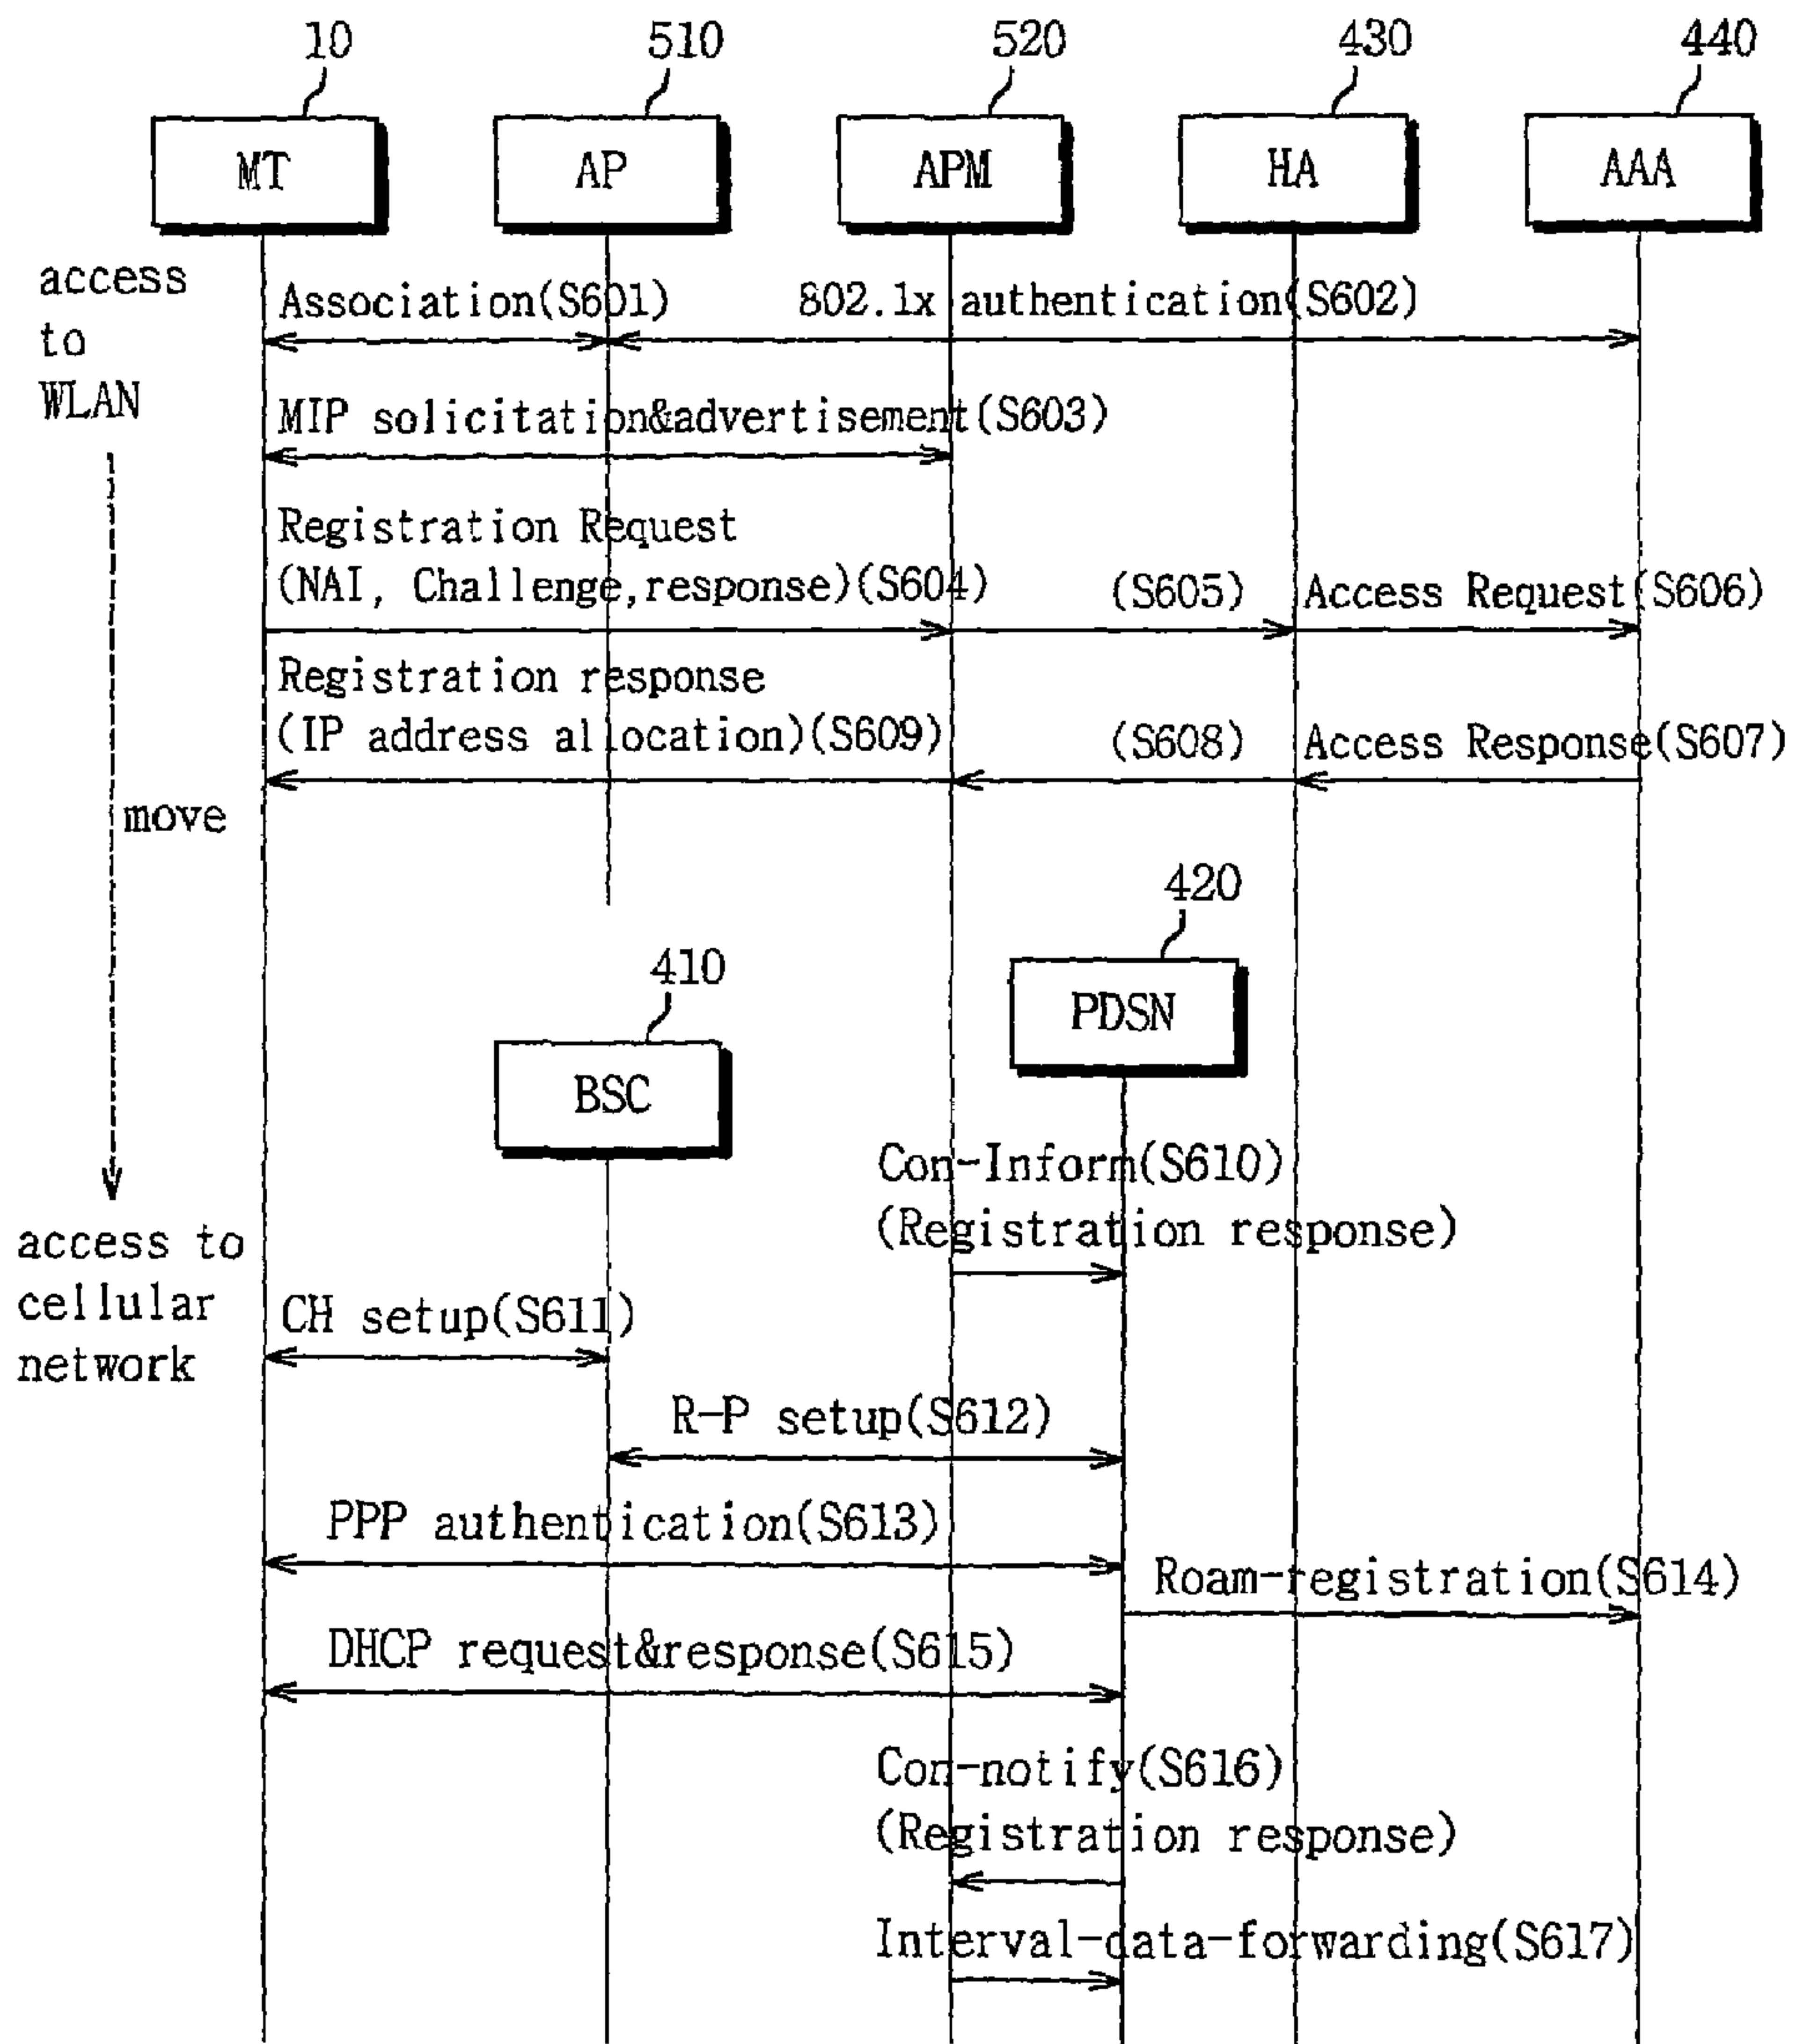 10
510
520
430
440
MT
AP
APM
HA
AAA
access
to
WLAN
Association(S601)
802.1x authentication(S602)
MIP solicitation&advertisement(S603)
Registration Request
(NAI, Challenge,response)(S604)
(S605)
Access Request(S606)
Registration response
(IP address allocation)(S609)
(S608)
Access Response(S607)
move
420
410
PDSN
BSC
Con-Inform(S610)
(Registration response)
access to
cellular
network
CH setup(S611)
R-P setup(S612)
PPP authentication(S613)
Roam-registration(S614)
DHCP request&response(S615)
Con-notify(S616)
(Registration response)
Interval-data-forwarding(S617)